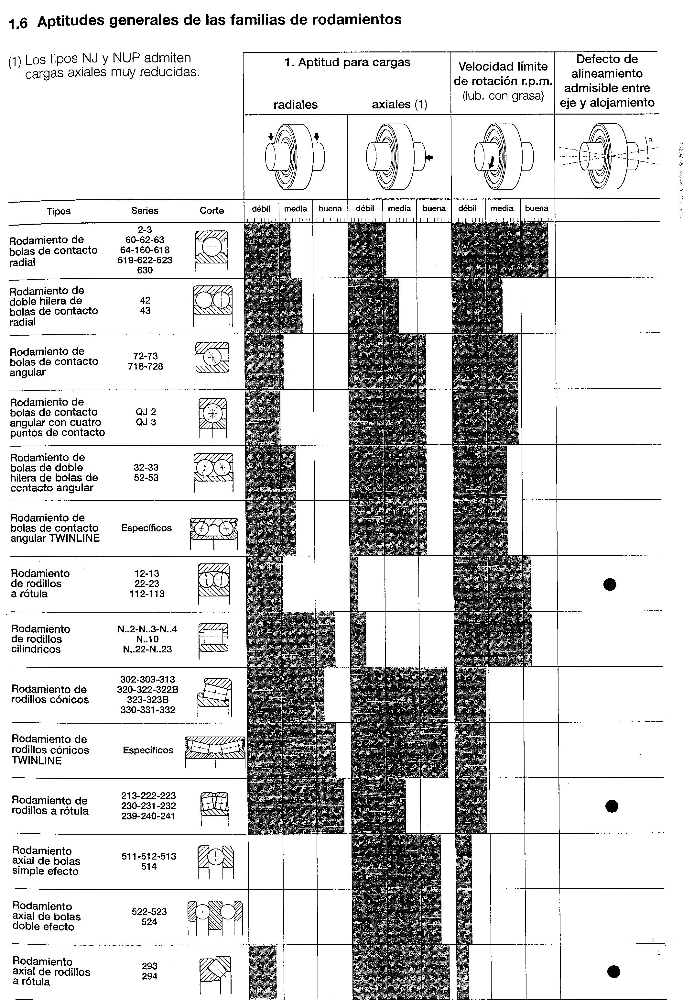 1.6 Aptitudes generales de las familias de rodamientos
(1) Los tipos NJ y NUP admiten
cargas axiales muy reducidas.
1. Aptitud para cargas
radiales
axiales (1)
Velocidad límite
de rotación r.p.m.
(lub. con grasa)
Defecto de
alineamiento
admisible entre
eje y alojamiento
α
Tipos Series Corte débil media buena débil media buena débil media buena
Rodamiento de
bolas de contacto
radial
2-3
60-62-63
64-160-618
619-622-623
630
Rodamiento de
doble hilera de
bolas de contacto
radial
42
43
Rodamiento de
bolas de contacto
angular
72-73
718-728
Rodamiento de
bolas de contacto
angular con cuatro
puntos de contacto
QJ 2
QJ 3
Rodamiento de
bolas de doble
hilera de bolas de
contacto angular
32-33
52-53
Rodamiento de
bolas de contacto
angular TWINLINE
Específicos
Rodamiento
de rodillos
a rótula
12-13
22-23
112-113
Rodamiento
de rodillos
cilíndricos
N..2-N..3-N..4
N..10
N..22-N..23
Rodamiento de
rodillos cónicos
302-303-313
320-322-322B
323-323B
330-331-332
Rodamiento de
rodillos cónicos
TWINLINE
Específicos
Rodamiento de
rodillos a rótula
213-222-223
230-231-232
239-240-241
Rodamiento
axial de bolas
simple efecto
511-512-513
514
Rodamiento
axial de bolas
doble efecto
522-523
524
Rodamiento
axial de rodillos
a rótula
293
294